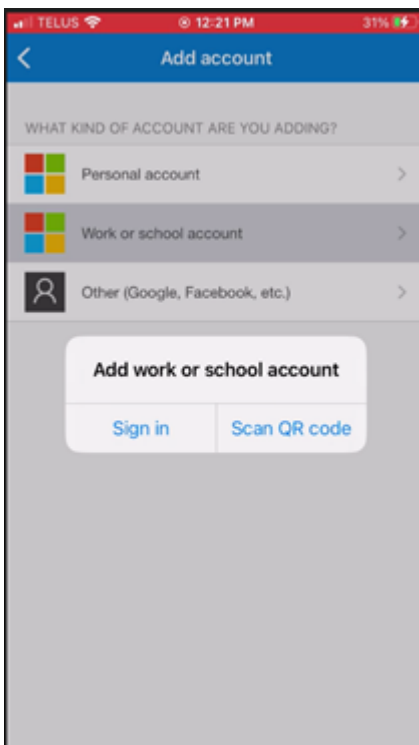 TELUS 12:21 PM 31%
Add account
WHAT KIND OF ACCOUNT ARE YOU ADDING?
Personal account
Work or school account
Other (Google, Facebook, etc.)
Add work or school account
Sign in Scan QR code